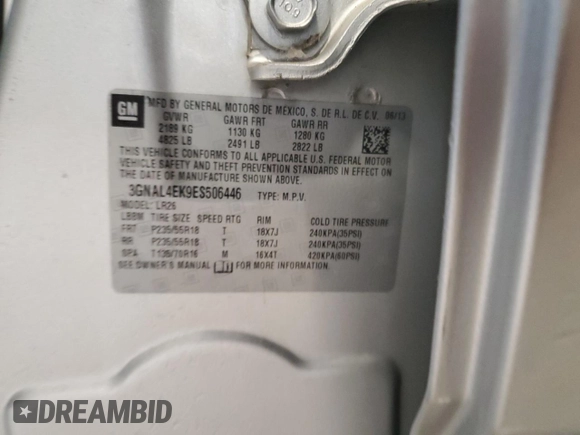 109
GM
MFD BY GENERAL MOTORS DE MEXICO, S. DE R.L. DE C.V. 06/13
GVWR GAWR FRT GAWR RR
2189 KG 1130 KG 1280 KG
4825 LB 2491 LB 2822 LB
THIS VEHICLE CONFORMS TO ALL APPLICABLE U.S. FEDERAL MOTOR
VEHICLE SAFETY AND THEFT PREVENTION STANDARDS IN EFFECT ON
THE DATE OF MANUFACTURE SHOWN ABOVE.
3GNAL4EK9ES506446 TYPE: M.P.V.
MODEL: LR26
LBBM TIRE SIZE SPEED RTG RIM COLD TIRE PRESSURE
FRT P235/55R18 T 18X7J 240KPA(35PSI)
RR P235/55R18 T 18X7J 240KPA(35PSI)
SPA T135/70R16 M 16X4T 420KPA(60PSI)
SEE OWNER'S MANUAL FOR MORE INFORMATION.
DREAMBID